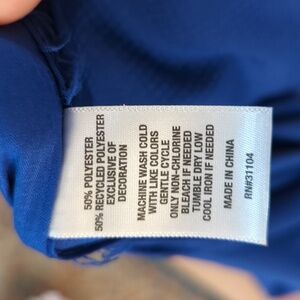 50% POLYESTER
50% RECYCLED POLYESTER
EXCLUSIVE OF
DECORATION
MACHINE WASH COLD
WITH LIKE COLORS
GENTLE CYCLE
ONLY NON-CHLORINE
BLEACH IF NEEDED
TUMBLE DRY LOW
COOL IRON IF NEEDED
MADE IN CHINA
RN#31104